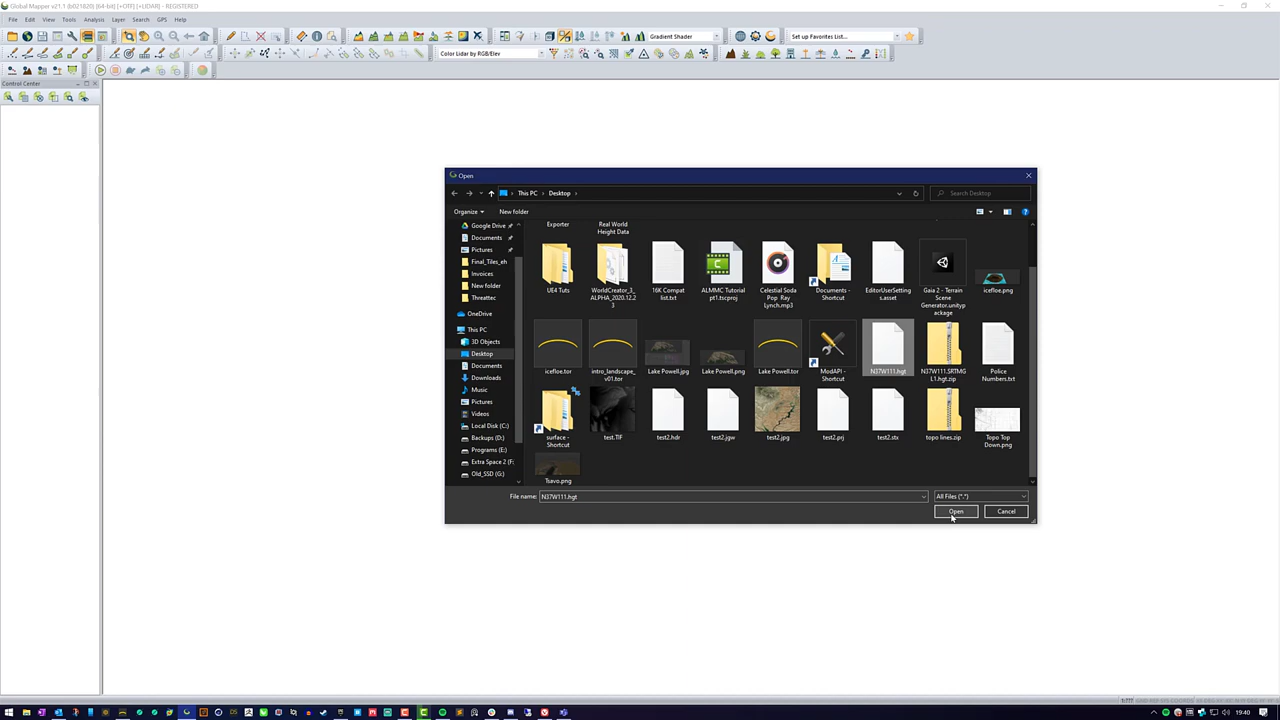 Global Mapper v21.1 (b021820) [64-bit] [+OTF] [+LIDAR] - REGISTERED
File Edit View Tools Analysis Layer Search GPS Help
Gradient Shader
Set up Favorites List...
Color Lidar by RGB/Elev
Control Center
Open
This PC
Desktop
Search Desktop
Organize
New folder
Google Drive
Documents
Pictures
Final_Tiles_eh
Invoices
New folder
Threattec
OneDrive
This PC
3D Objects
Desktop
Documents
Downloads
Music
Pictures
Videos
Local Disk (C:)
Backups (D:)
Programs (E:)
Extra Space 2 (F:
Old_SSD (G:)
Exporter
Real World
Height Data
UE4 Tuts
WorldCreator_3_
ALPHA_2020.12.2
3
16K Compat
list.txt
ALMMC Tutorial
pt1.tscproj
Celestial Soda
Pop Ray
Lynch.mp3
Documents -
Shortcut
EditorUserSetting
s.asset
Gaia 2 - Terrain
Scene
Generator.unityp
ackage
icefloe.png
icefloe.tor
intro_landscape_
v01.tor
Lake Powell.jpg
Lake Powell.png
Lake Powell.tor
ModAPI -
Shortcut
N37W111.hgt
N37W111.SRTMG
L1.hgt.zip
Police
Numbers.txt
surface -
Shortcut
test.TIF
test2.hdr
test2.jgw
test2.jpg
test2.prj
test2.stx
topo lines.zip
Topo Top
Down.png
Tsavo.png
File name:
N37W111.hgt
All Files (*.*)
Open
Cancel
19:40